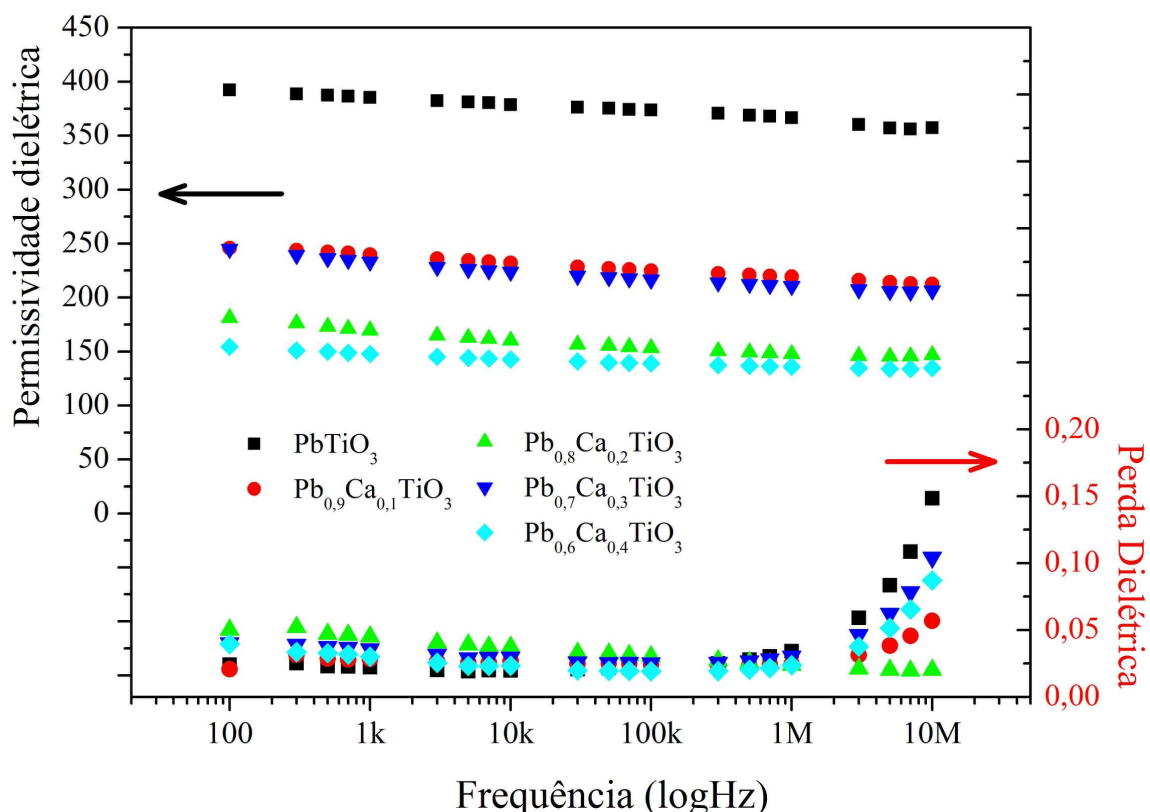 Permissividade dielétrica
450
400
350
300
250
200
150
100
50
0
PbTiO₃
Pb₀,₉Ca₀,₁TiO₃
Pb₀,₈Ca₀,₂TiO₃
Pb₀,₇Ca₀,₃TiO₃
Pb₀,₆Ca₀,₄TiO₃
0,20
0,15
0,10
0,05
0,00
Perda Dielétrica
100 1k 10k 100k 1M 10M
Frequência (logHz)